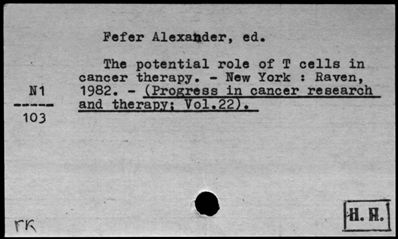 Fefer Alexander, ed.
The potential role of T cells in
cancer therapy. - New York : Raven,
N1
1982. - (Progress in cancer research
and therapy; Vol.22).
103
rk
H. A.